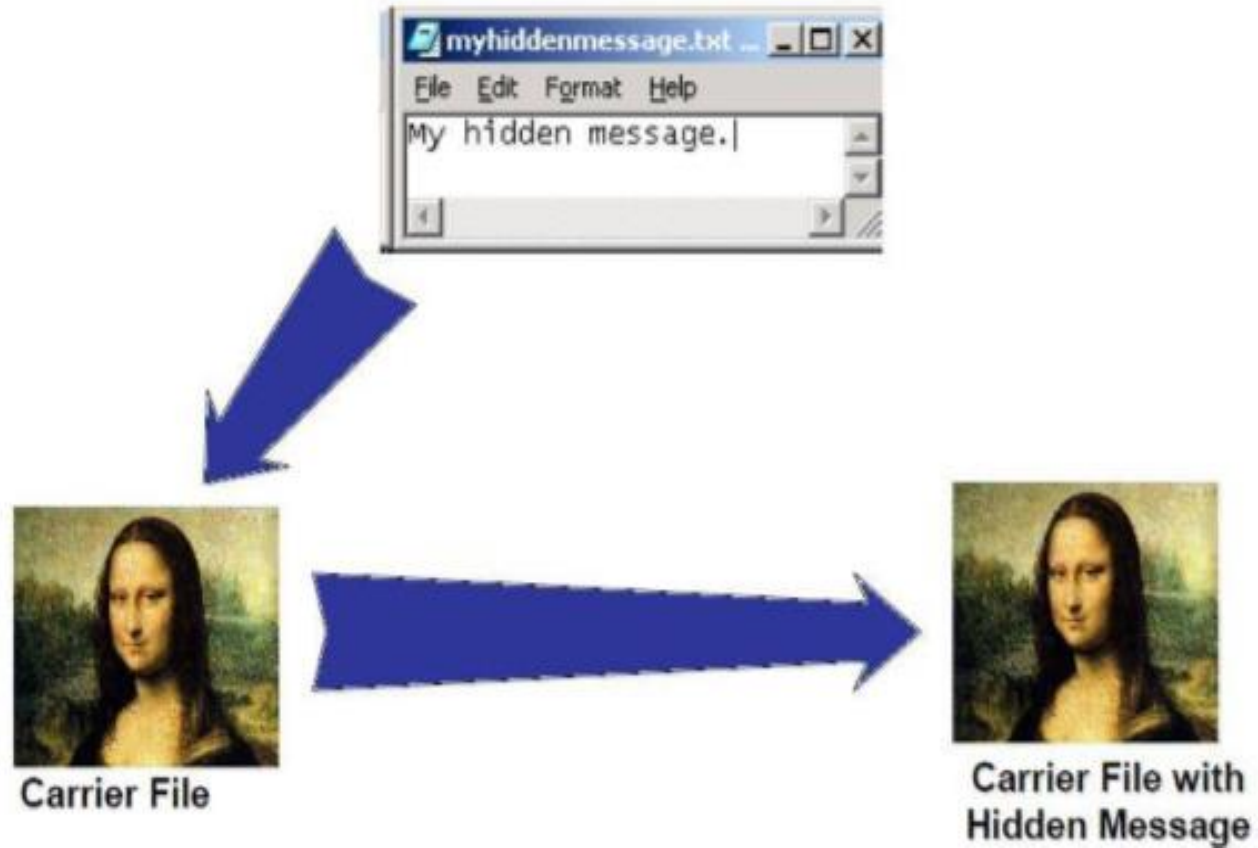 myhiddenmessage.txt ...
File Edit Format Help
My hidden message.
Carrier File
Carrier File with
Hidden Message